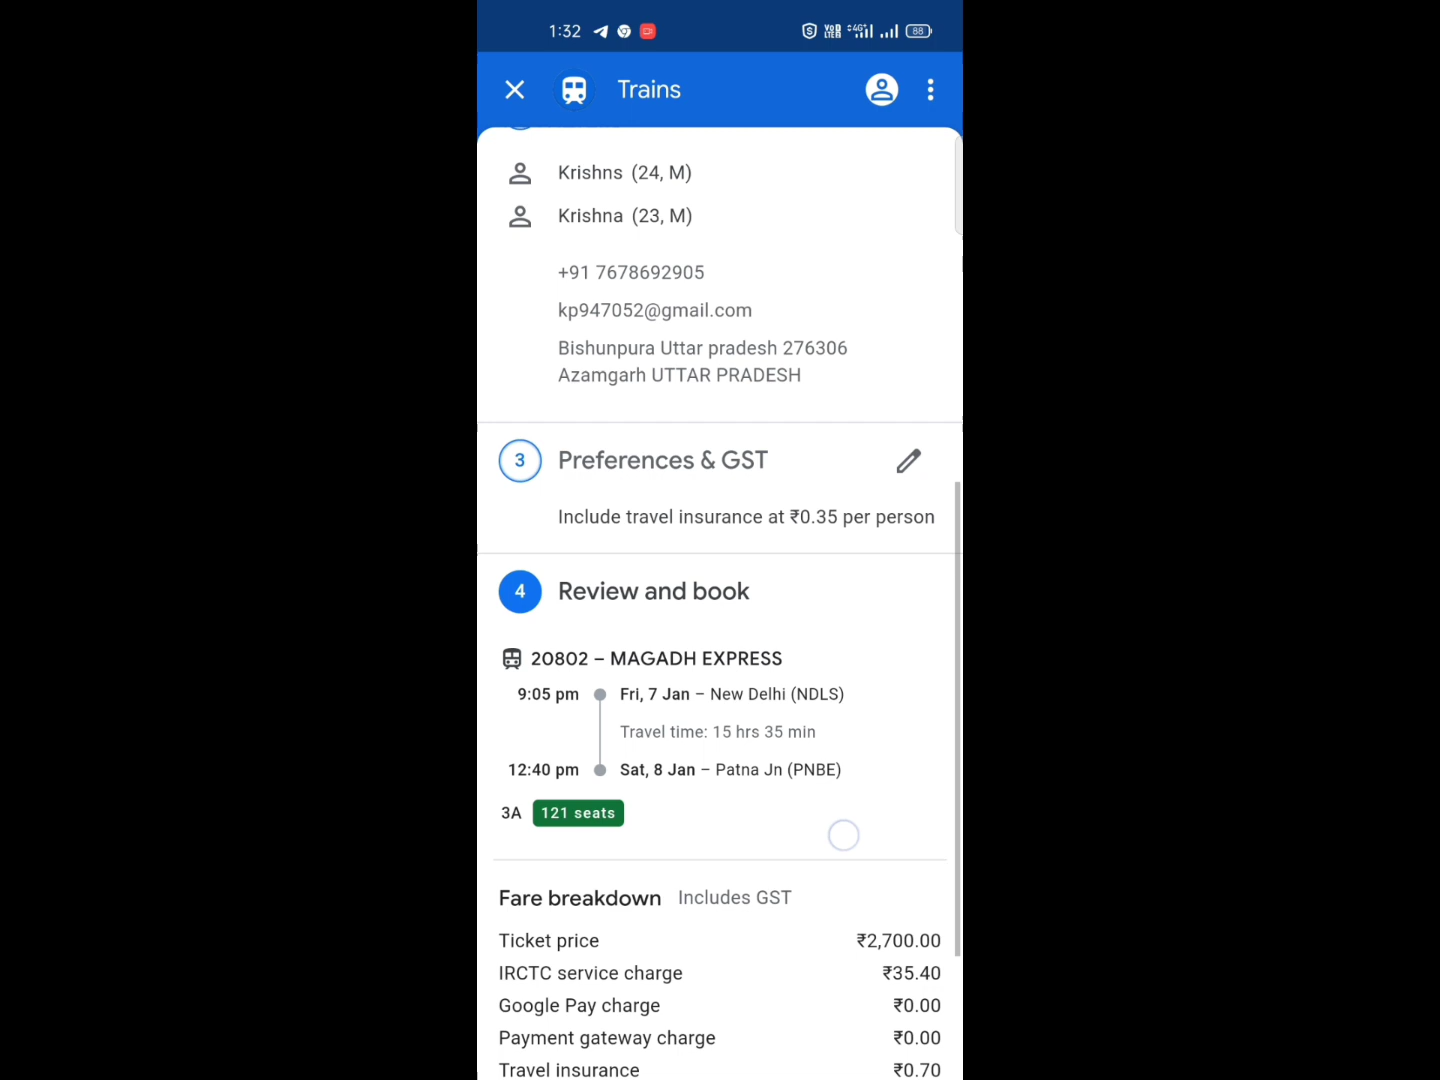 1:32 VoD LTE 4G+ 88
Trains
Krishns (24, M)
Krishna (23, M)
+91 7678692905
kp947052@gmail.com
Bishunpura Uttar pradesh 276306
Azamgarh UTTAR PRADESH
3 Preferences & GST
Include travel insurance at ₹0.35 per person
4 Review and book
20802 – MAGADH EXPRESS
9:05 pm Fri, 7 Jan – New Delhi (NDLS)
Travel time: 15 hrs 35 min
12:40 pm Sat, 8 Jan – Patna Jn (PNBE)
3A 121 seats
Fare breakdown Includes GST
Ticket price ₹2,700.00
IRCTC service charge ₹35.40
Google Pay charge ₹0.00
Payment gateway charge ₹0.00
Travel insurance ₹0.70